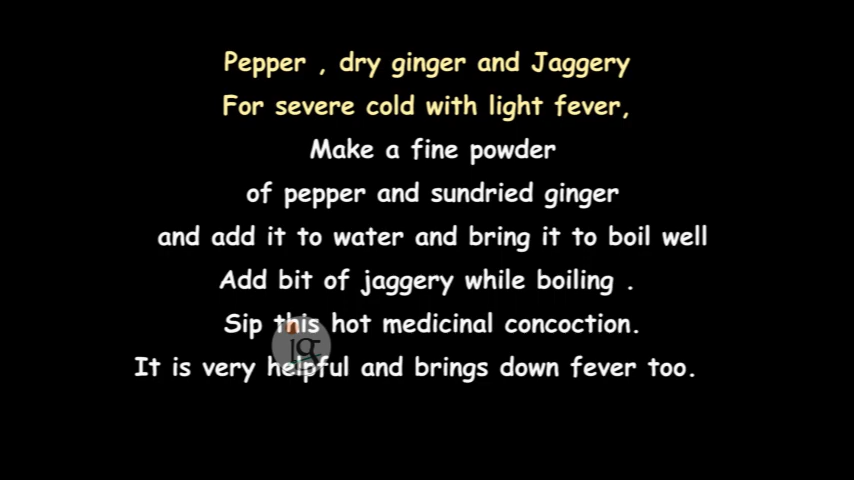 Pepper , dry ginger and Jaggery
For severe cold with light fever,
Make a fine powder
of pepper and sundried ginger
and add it to water and bring it to boil well
Add bit of jaggery while boiling .
Sip this hot medicinal concoction.
It is very helpful and brings down fever too.